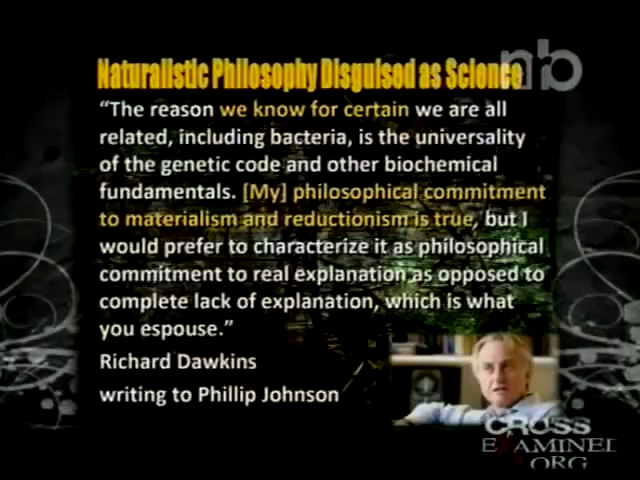 Naturalistic Philosophy Disguised as Science
nrb
“The reason we know for certain we are all
related, including bacteria, is the universality
of the genetic code and other biochemical
fundamentals. [My] philosophical commitment
to materialism and reductionism is true, but I
would prefer to characterize it as philosophical
commitment to real explanation as opposed to
complete lack of explanation, which is what
you espouse.”
Richard Dawkins
writing to Phillip Johnson
CROSS
EXAMINED
.ORG